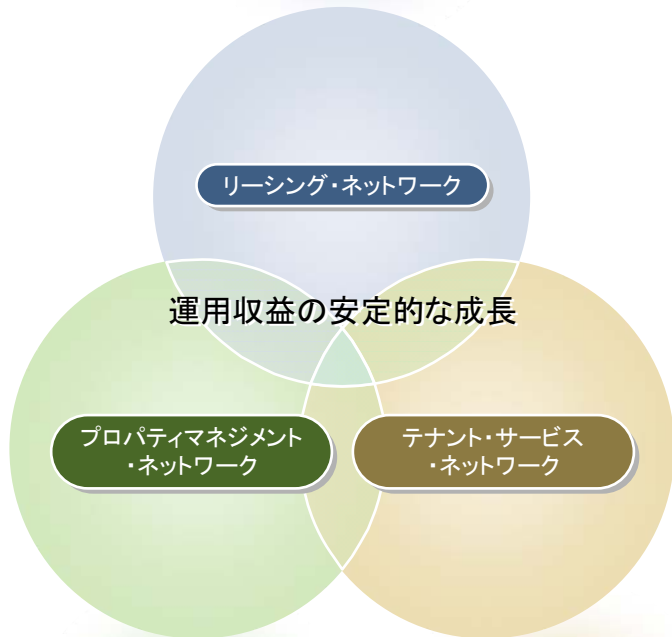 リーシング・ネットワーク
運用収益の安定的な成長
プロパティマネジメント
・ネットワーク
テナント・サービス
・ネットワーク